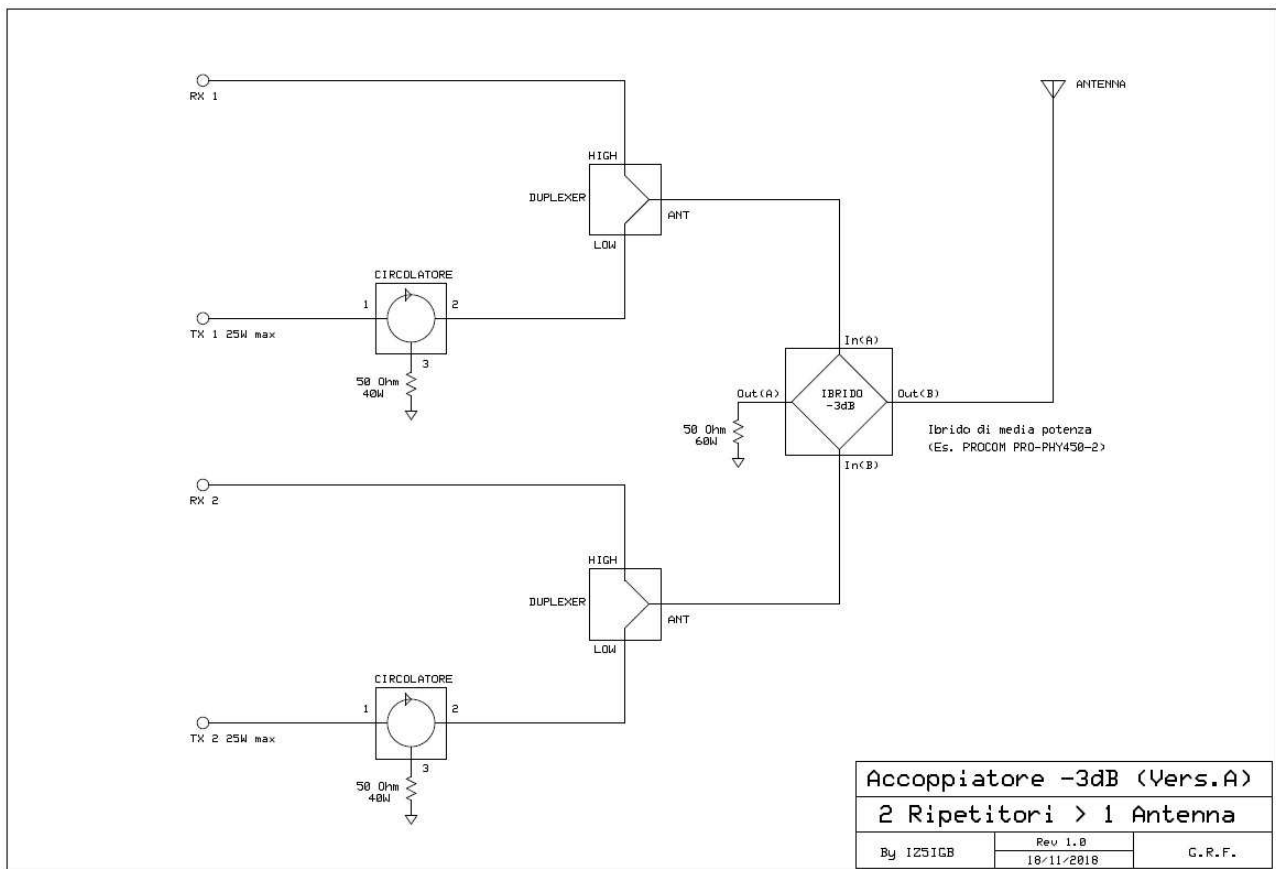 RX 1
ANTENNA
HIGH
DUPLEXER
ANT
LOW
CIRCOLATORE
1
2
TX 1 25W max
3
50 Ohm
40W
In(A)
Out(A)
IBRIDO
-3dB
Out(B)
50 Ohm
60W
Ibrido di media potenza
(Es. PROCOM PRO-PHY450-2)
In(B)
RX 2
HIGH
DUPLEXER
ANT
LOW
CIRCOLATORE
1
2
TX 2 25W max
3
50 Ohm
40W
Accoppiatore -3dB (Vers.A)
2 Ripetitori > 1 Antenna
By IZ5IGB
Rev 1.0
18/11/2018
G.R.F.